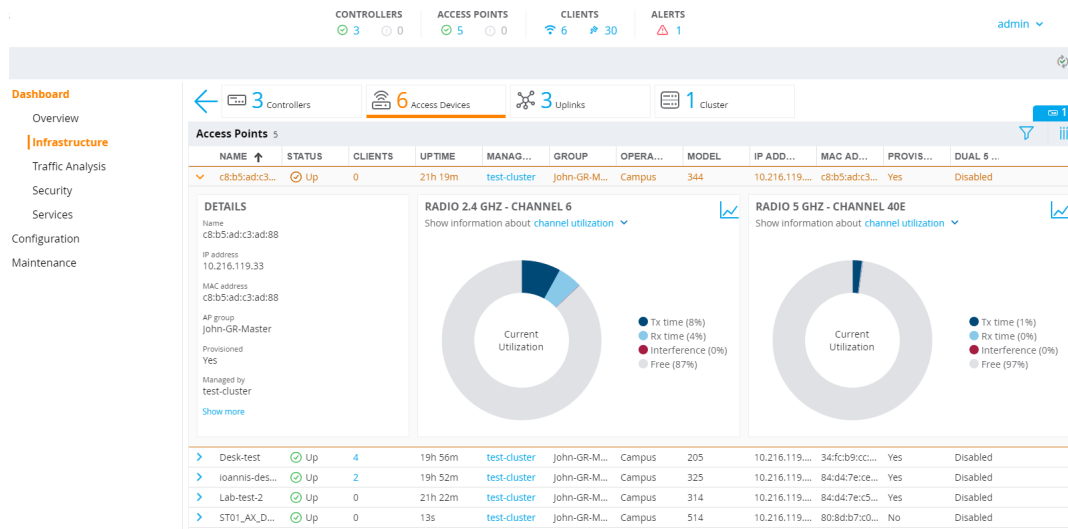 CONTROLLERS ACCESS POINTS CLIENTS ALERTS
3 0 5 0 6 30 1
admin
Dashboard
Overview
Infrastructure
Traffic Analysis
Security
Services
Configuration
Maintenance
3 Controllers 6 Access Devices 3 Uplinks 1 Cluster
1
Access Points 5
NAME STATUS CLIENTS UPTIME MANAG... GROUP OPERA... MODEL IP ADD... MAC AD... PROVIS... DUAL 5 ...
c8:b5:ad:c3... Up 0 21h 19m test-cluster John-GR-M... Campus 344 10.216.119.... c8:b5:ad:c3... Yes Disabled
DETAILS
Name
c8:b5:ad:c3:ad:88
IP address
10.216.119.33
MAC address
c8:b5:ad:c3:ad:88
AP group
John-GR-Master
Provisioned
Yes
Managed by
test-cluster
Show more
RADIO 2.4 GHZ - CHANNEL 6
Show information about channel utilization
Current
Utilization
Tx time (8%)
Rx time (4%)
Interference (0%)
Free (87%)
RADIO 5 GHZ - CHANNEL 40E
Show information about channel utilization
Current
Utilization
Tx time (1%)
Rx time (0%)
Interference (0%)
Free (97%)
Desk-test Up 4 19h 56m test-cluster John-GR-M... Campus 205 10.216.119.... 34:fc:b9:cc:... Yes Disabled
ioannis-des... Up 2 19h 52m test-cluster John-GR-M... Campus 325 10.216.119.... 84:d4:7e:ce... Yes Disabled
Lab-test-2 Up 0 21h 22m test-cluster John-GR-M... Campus 314 10.216.119.... 84:d4:7e:c5... Yes Disabled
ST01_AX_D... Up 0 13s test-cluster John-GR-M... Campus 514 10.216.119.... 80:8d:b7:c0... No Disabled